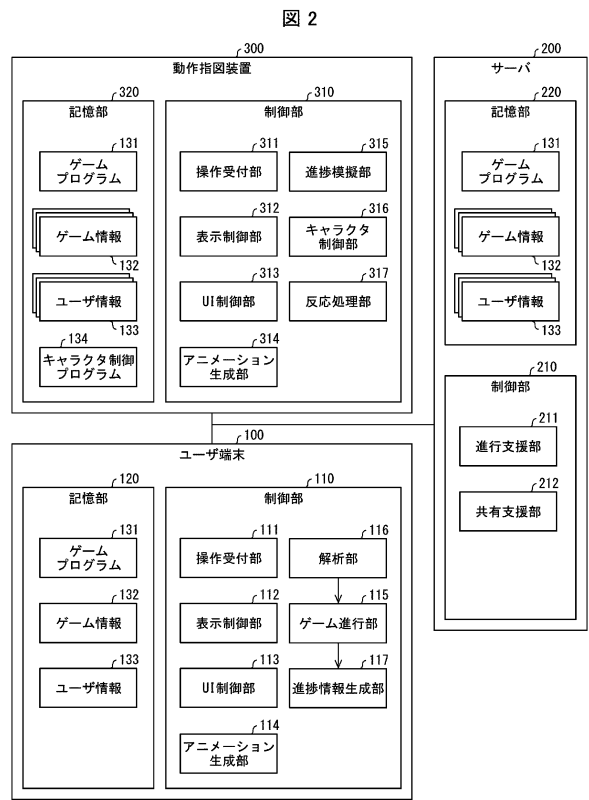 図 2
300
動作指図装置
320
記憶部
131
ゲーム
プログラム
ゲーム情報
132
ユーザ情報
133
134
キャラクタ制御
プログラム
310
制御部
311
操作受付部
315
進捗模擬部
312
表示制御部
316
キャラクタ
制御部
313
UI制御部
317
反応処理部
314
アニメーション
生成部
200
サーバ
220
記憶部
131
ゲーム
プログラム
ゲーム情報
132
ユーザ情報
133
210
制御部
211
進行支援部
212
共有支援部
100
ユーザ端末
120
記憶部
131
ゲーム
プログラム
132
ゲーム情報
133
ユーザ情報
110
制御部
111
操作受付部
116
解析部
112
表示制御部
115
ゲーム進行部
113
UI制御部
117
進捗情報生成部
114
アニメーション
生成部